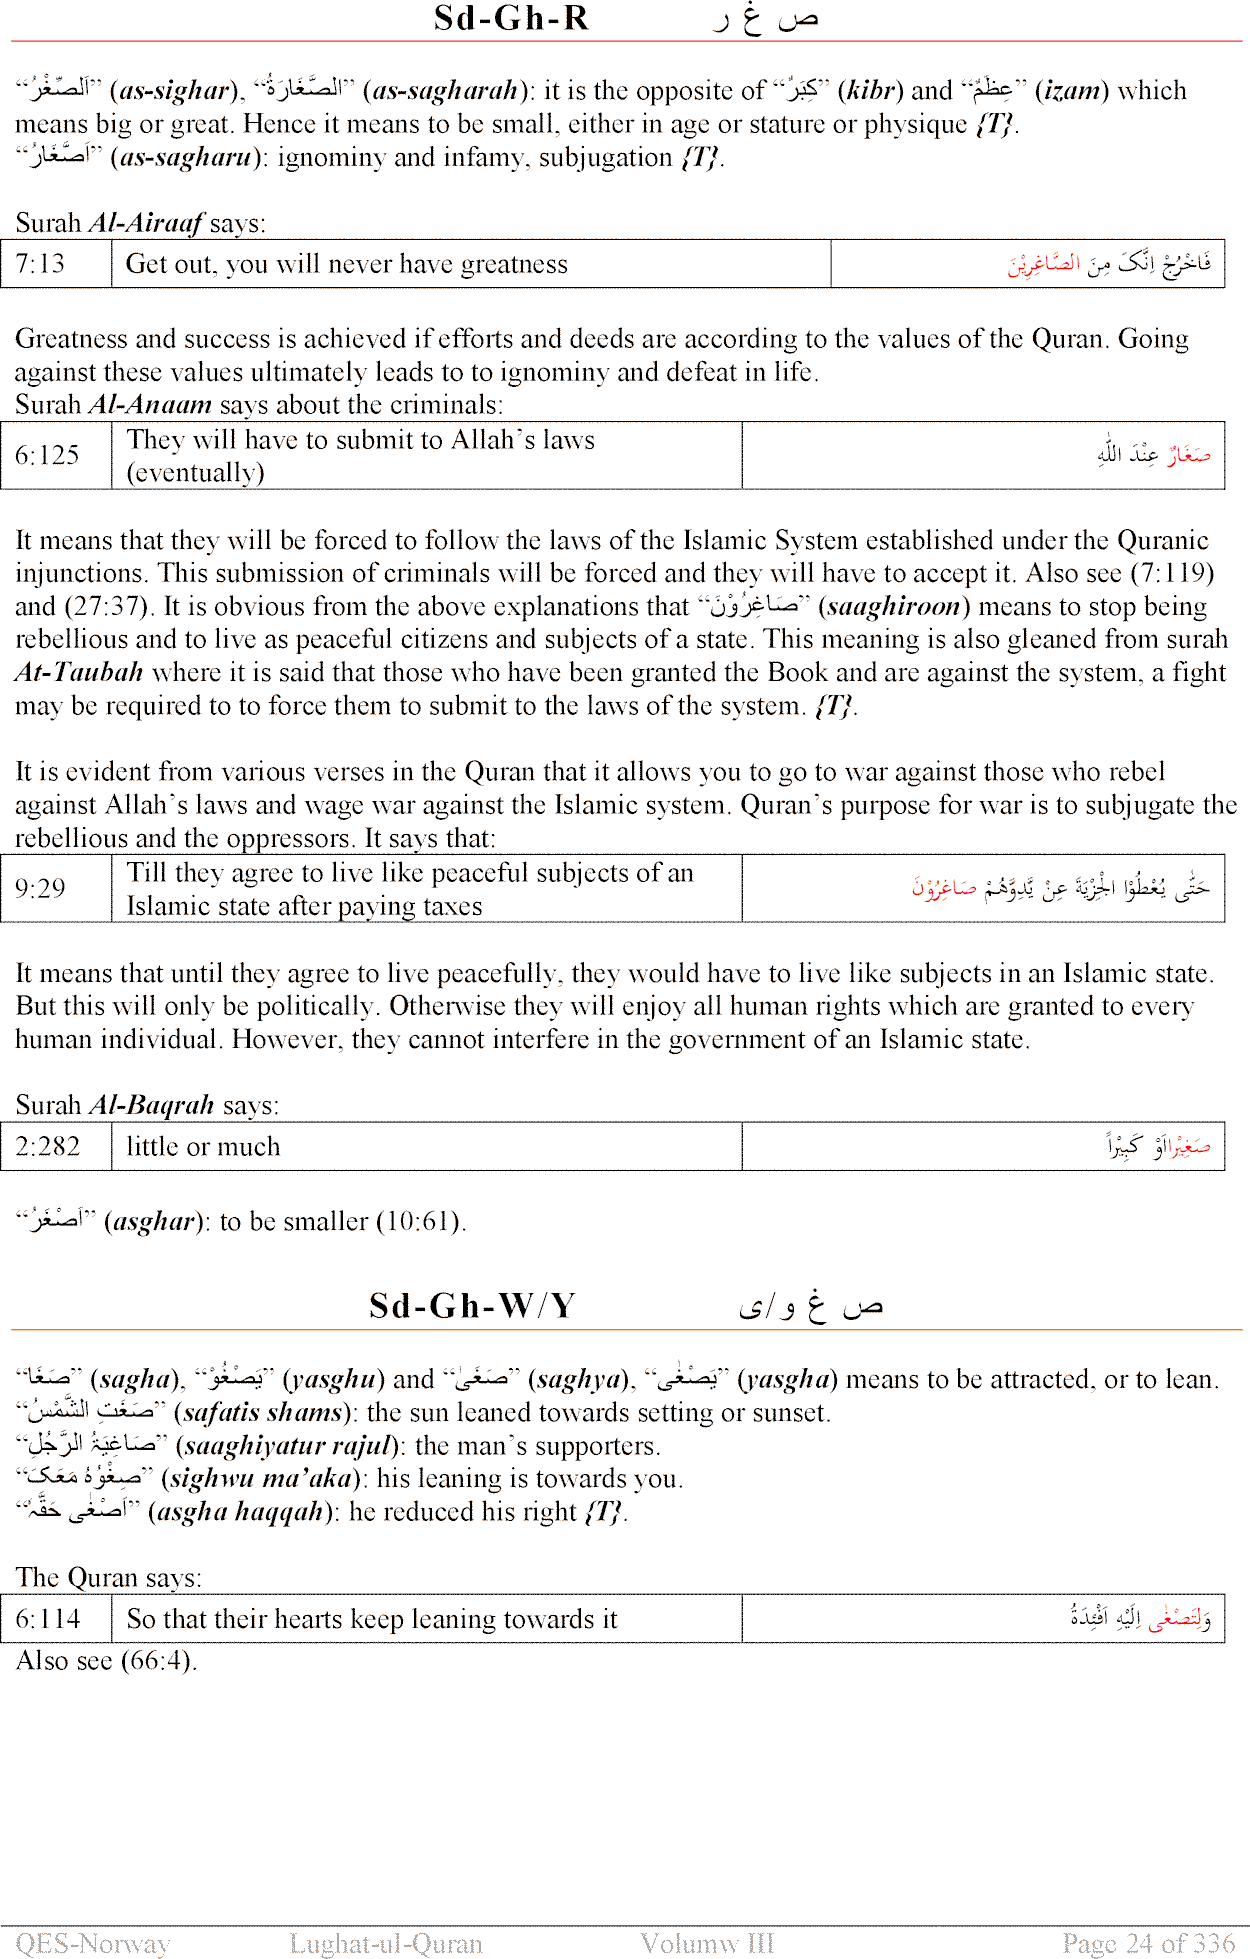 Sd-Gh-R ص غ ر
“اَلصِّغْرُ” (as-sighar), “الصَّغَارَةُ” (as-sagharah): it is the opposite of “كِبَرٌ” (kibr) and “عِظَمٌ” (izam) which
means big or great. Hence it means to be small, either in age or stature or physique {T}.
“اَصَّغَارُ” (as-sagharu): ignominy and infamy, subjugation {T}.
Surah Al-Airaaf says:
7:13 Get out, you will never have greatness فَاخْرُجْ اِنَّکَ مِنَ الصَّاغِرِيْنَ
Greatness and success is achieved if efforts and deeds are according to the values of the Quran. Going
against these values ultimately leads to to ignominy and defeat in life.
Surah Al-Anaam says about the criminals:
6:125 They will have to submit to Allah’s laws صَغَارٌ عِنْدَ اللّٰهِ
(eventually)
It means that they will be forced to follow the laws of the Islamic System established under the Quranic
injunctions. This submission of criminals will be forced and they will have to accept it. Also see (7:119)
and (27:37). It is obvious from the above explanations that “صَاغِرُوْنَ” (saaghiroon) means to stop being
rebellious and to live as peaceful citizens and subjects of a state. This meaning is also gleaned from surah
At-Taubah where it is said that those who have been granted the Book and are against the system, a fight
may be required to to force them to submit to the laws of the system. {T}.
It is evident from various verses in the Quran that it allows you to go to war against those who rebel
against Allah’s laws and wage war against the Islamic system. Quran’s purpose for war is to subjugate the
rebellious and the oppressors. It says that:
9:29 Till they agree to live like peaceful subjects of an حَتّٰى يُعْطُوْا الْجِزْيَةَ عِنْ يَّدِوَّهُمْ صَاغِرُوْنَ
Islamic state after paying taxes
It means that until they agree to live peacefully, they would have to live like subjects in an Islamic state.
But this will only be politically. Otherwise they will enjoy all human rights which are granted to every
human individual. However, they cannot interfere in the government of an Islamic state.
Surah Al-Baqrah says:
2:282 little or much صَغِيْرًااَوْ كَبِيْراً
“اَصْغَرُ” (asghar): to be smaller (10:61).
Sd-Gh-W/Y ص غ و/ى
“صَغَا” (sagha), “يَصْغُوْ” (yasghu) and “صَغَىٰ” (saghya), “يَصْغٰى” (yasgha) means to be attracted, or to lean.
“صَغَتِ الشَّمْسُ” (safatis shams): the sun leaned towards setting or sunset.
“صَاغِيَۃُ الرَّجُلِ” (saaghiyatur rajul): the man’s supporters.
“صِغْوُهُ مَعَکَ” (sighwu ma’aka): his leaning is towards you.
“اَصْغٰى حَقَّہُ” (asgha haqqah): he reduced his right {T}.
The Quran says:
6:114 So that their hearts keep leaning towards it وَلِتَصْغٰى اِلَيْهِ اَفْئِدَةُ
Also see (66:4).
QES-Norway Lughat-ul-Quran Volumw III Page 24 of 336